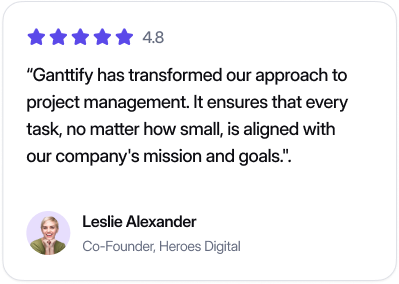 4.8
“Ganttify has transformed our approach to
project management. It ensures that every
task, no matter how small, is aligned with
our company's mission and goals.".
Leslie Alexander
Co-Founder, Heroes Digital